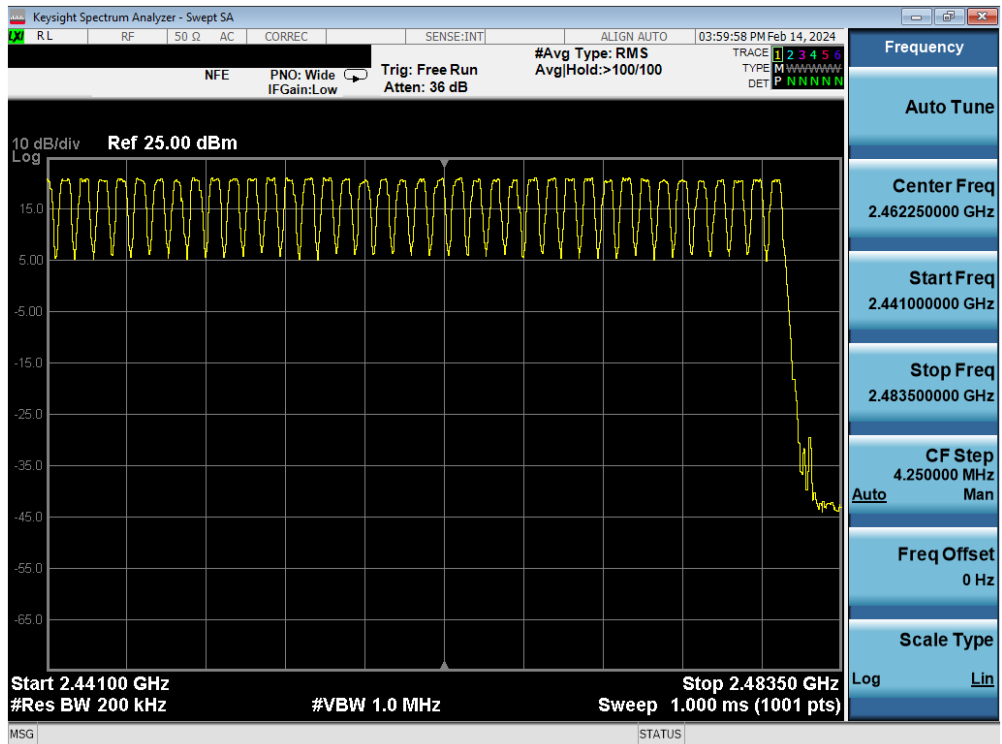 Keysight Spectrum Analyzer - Swept SA
LXI RL RF 50 Ω AC CORREC SENSE:INT ALIGN AUTO 03:59:58 PM Feb 14, 2024
NFE PNO: Wide Trig: Free Run #Avg Type: RMS TRACE 1 2 3 4 5 6
IFGain:Low Atten: 36 dB Avg|Hold:>100/100 TYPE M WWWWW
DET P N N N N N
10 dB/div Ref 25.00 dBm
Log
15.0
5.00
-5.00
-15.0
-25.0
-35.0
-45.0
-55.0
-65.0
Start 2.44100 GHz Stop 2.48350 GHz
#Res BW 200 kHz #VBW 1.0 MHz Sweep 1.000 ms (1001 pts)
MSG STATUS
Frequency
Auto Tune
Center Freq
2.462250000 GHz
Start Freq
2.441000000 GHz
Stop Freq
2.483500000 GHz
CF Step
4.250000 MHz
Auto Man
Freq Offset
0 Hz
Scale Type
Log Lin